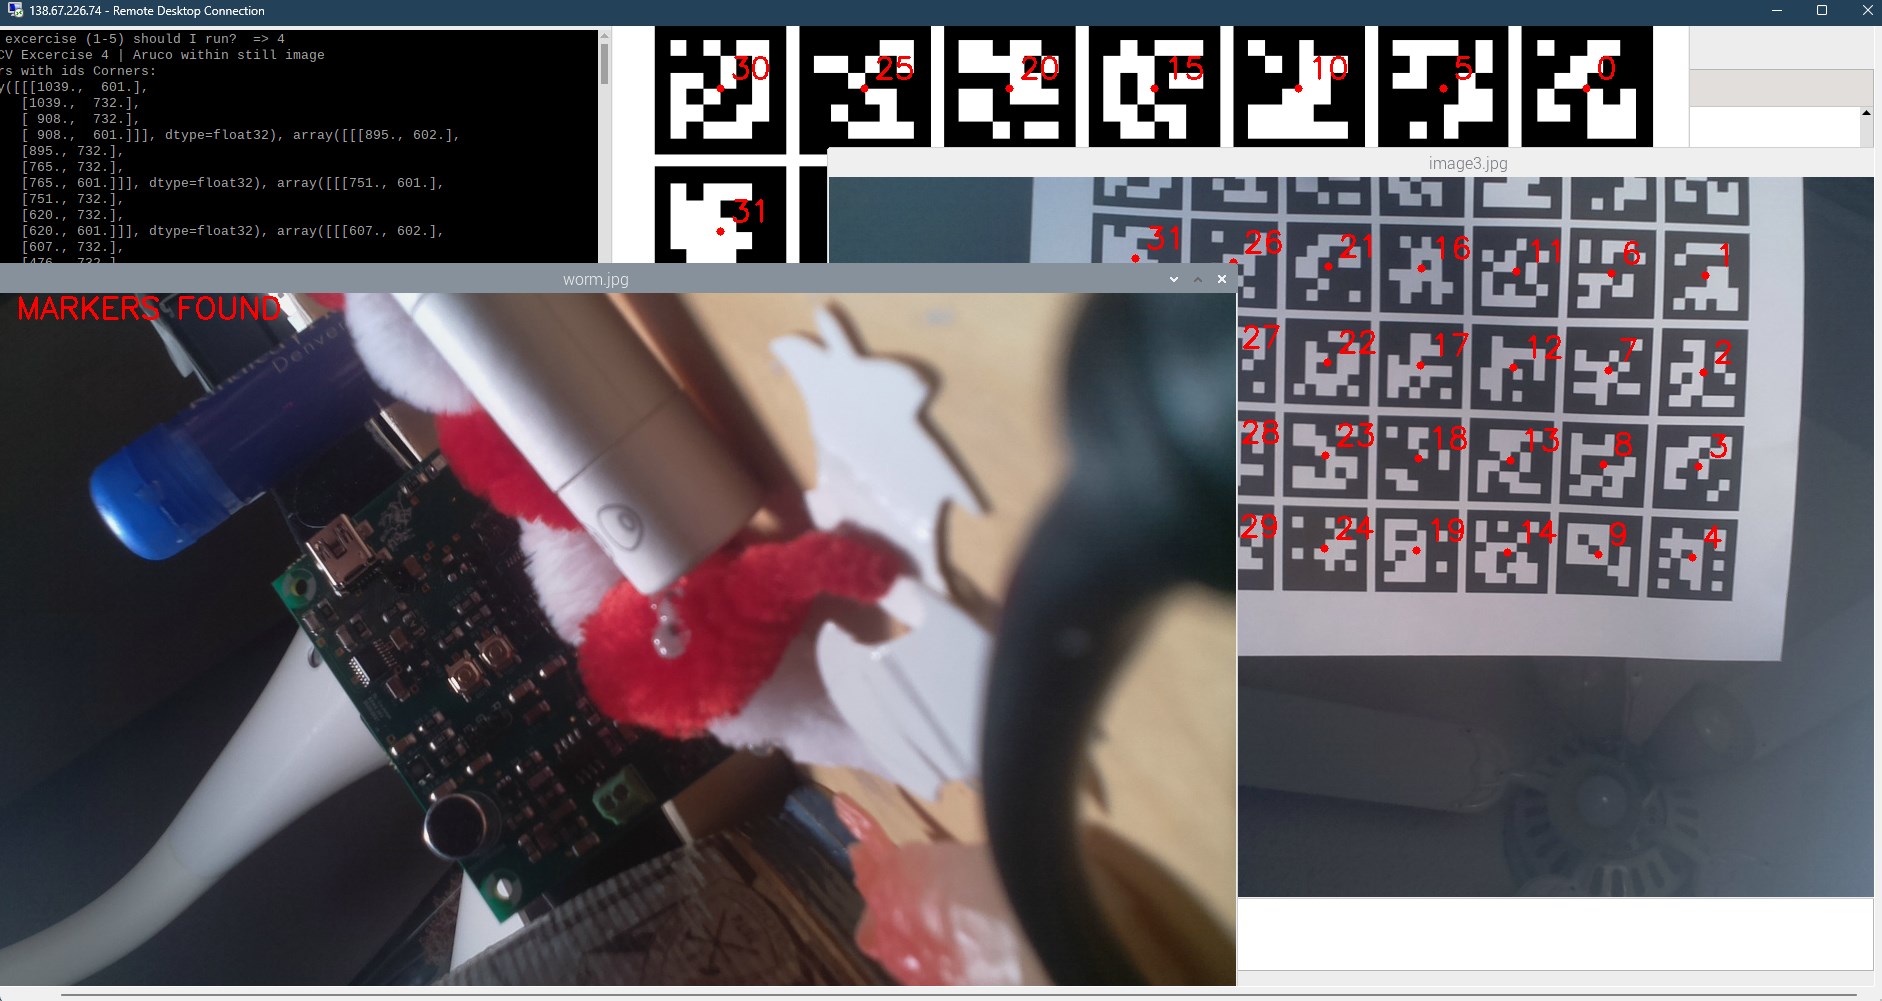 138.67.226.74 - Remote Desktop Connection
excercise (1-5) should I run?  => 4
CV Excercise 4 | Aruco within still image
rs with ids Corners:
y([[[1039.,  601.],
[1039.,  732.],
[ 908.,  732.],
[ 908.,  601.]]], dtype=float32), array([[[895., 602.],
[895., 732.],
[765., 732.],
[765., 601.]]], dtype=float32), array([[[751., 601.],
[751., 732.],
[620., 732.],
[620., 601.]]], dtype=float32), array([[[607., 602.],
[607., 732.],
[476., 732.],
30 25 20 15 10 5 0
31
image3.jpg
31 26 21 16 11 6 1
27 22 17 12 7 2
28 23 18 13 8 3
29 24 19 14 9 4
worm.jpg
MARKERS FOUND
Denver